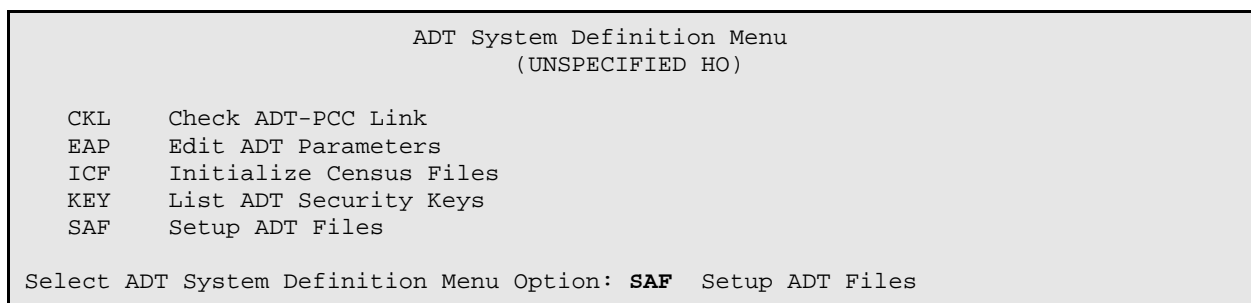 ADT System Definition Menu
(UNSPECIFIED HO)
CKL Check ADT-PCC Link
EAP Edit ADT Parameters
ICF Initialize Census Files
KEY List ADT Security Keys
SAF Setup ADT Files
Select ADT System Definition Menu Option: SAF Setup ADT Files